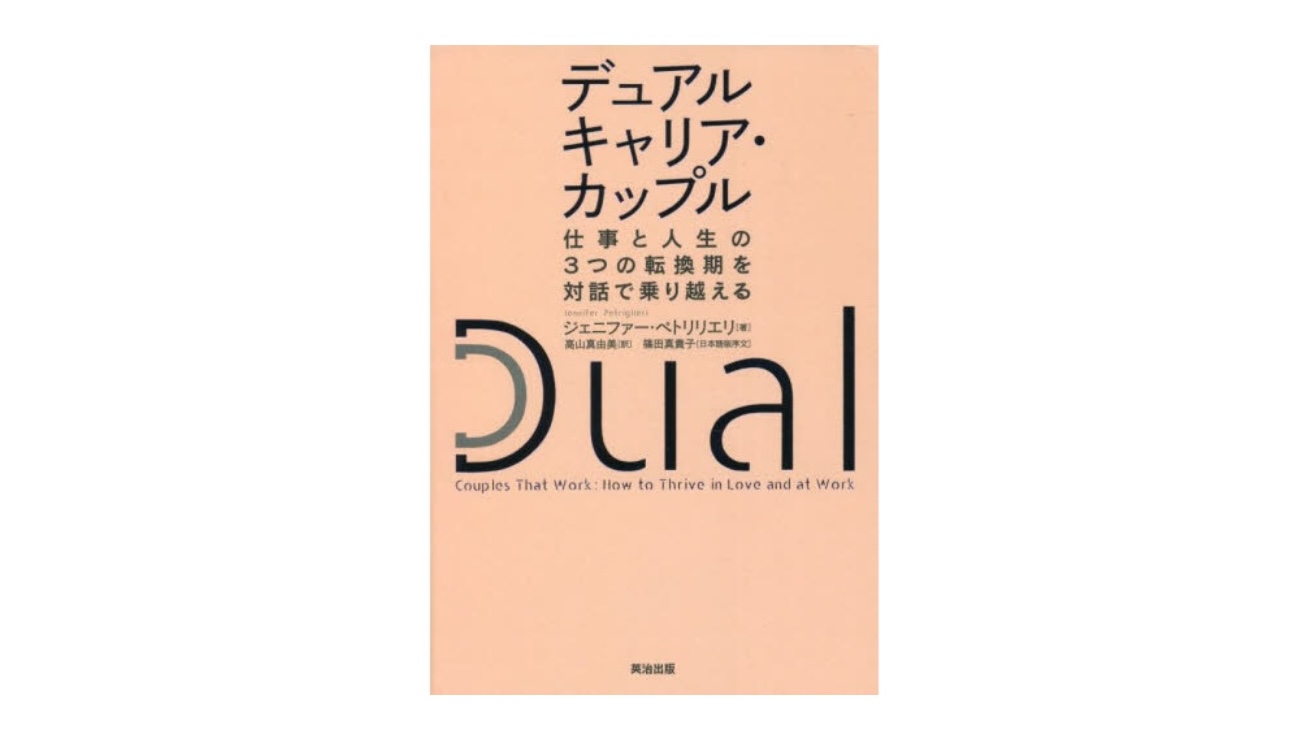 デュアル
キャリア・
カップル
仕事と人生の
3つの転換期を
対話で乗り越える
Jennifer Petriglieri
ジェニファー・ペトリリエリ[著]
高山真由美[訳] 篠田真貴子[日本語版序文]
Dual
Couples That Work: How to Thrive in Love and at Work
英治出版